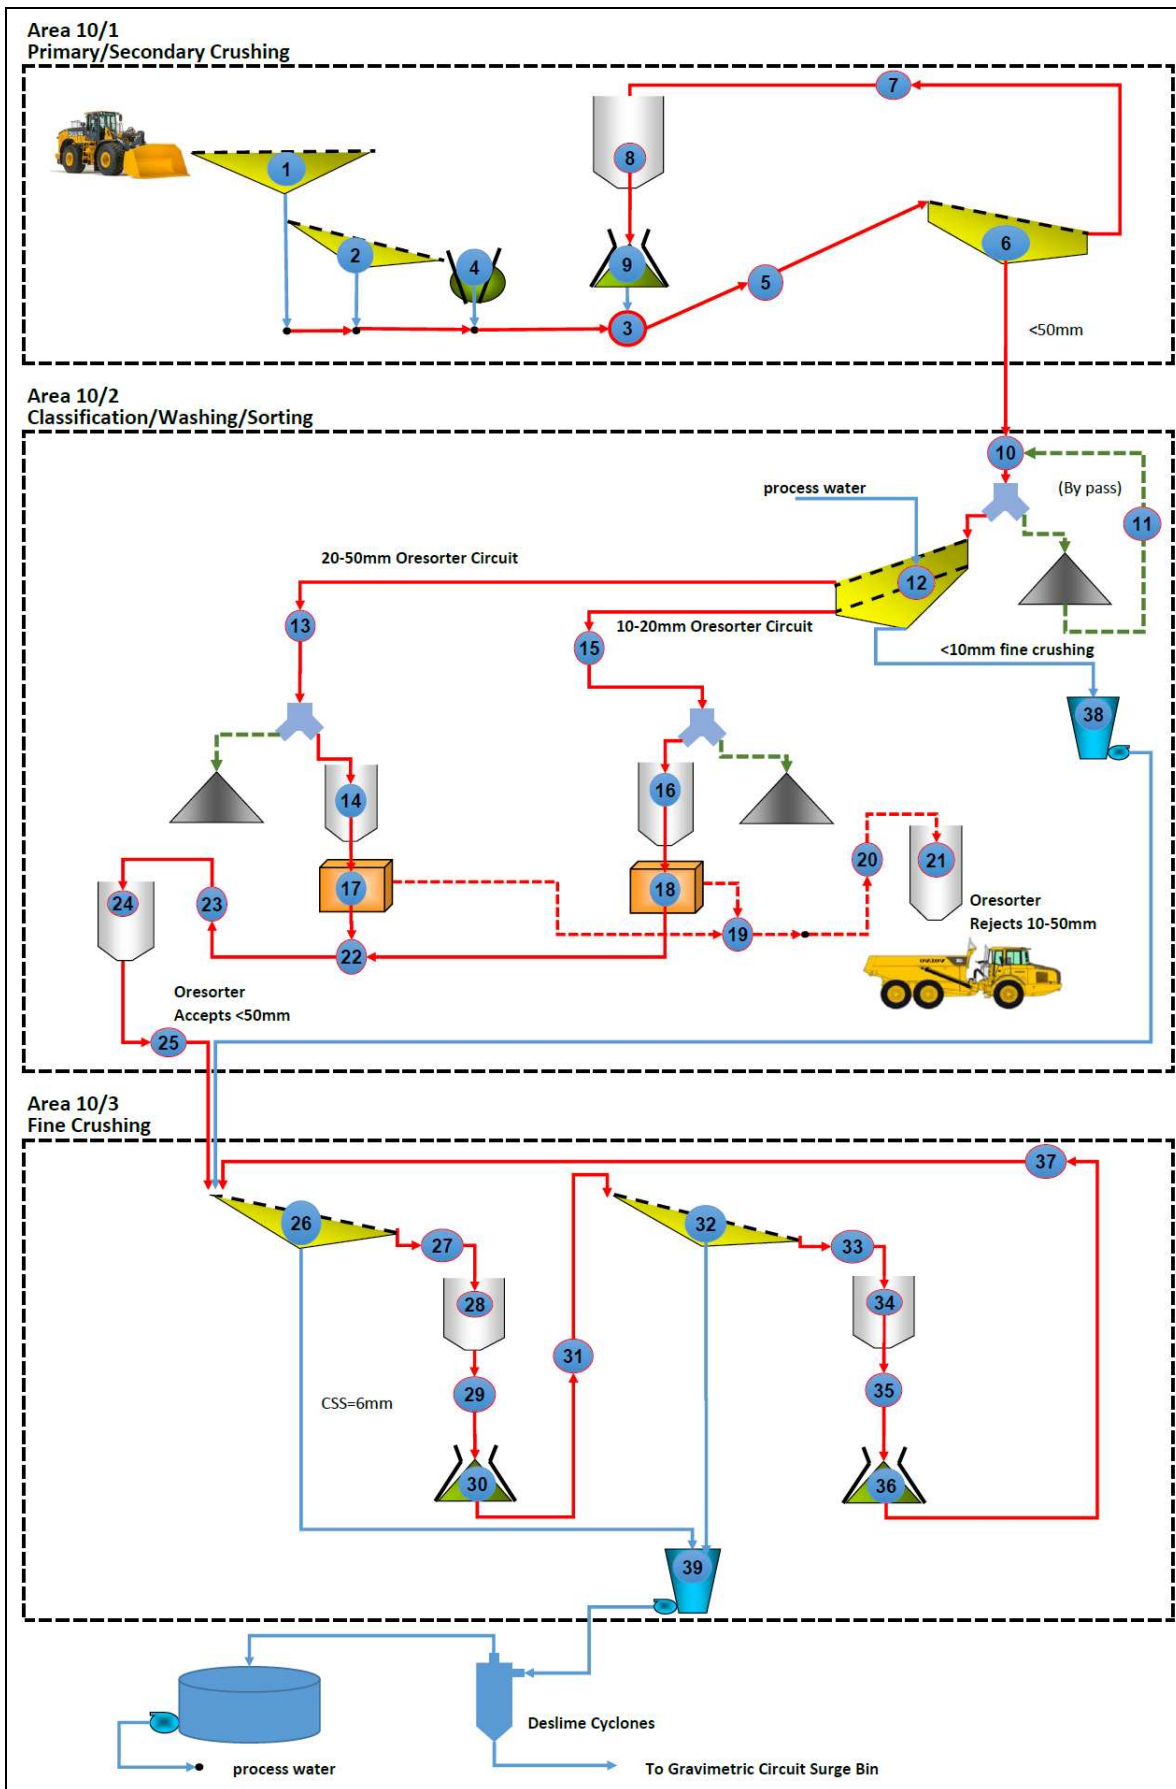 Area 10/1
Primary/Secondary Crushing
7
8
1
2
4
9
6
5
3
<50mm
Area 10/2
Classification/Washing/Sorting
10
process water
(By pass)
11
20-50mm Oresorter Circuit
12
13
10-20mm Oresorter Circuit
15
<10mm fine crushing
38
14
16
20
21
17
18
24
23
Oresorter
Rejects 10-50mm
19
22
Oresorter
Accepts <50mm
25
Area 10/3
Fine Crushing
37
26
27
32
33
28
34
31
29
35
CSS=6mm
30
36
39
Deslime Cyclones
process water
To Gravimetric Circuit Surge Bin